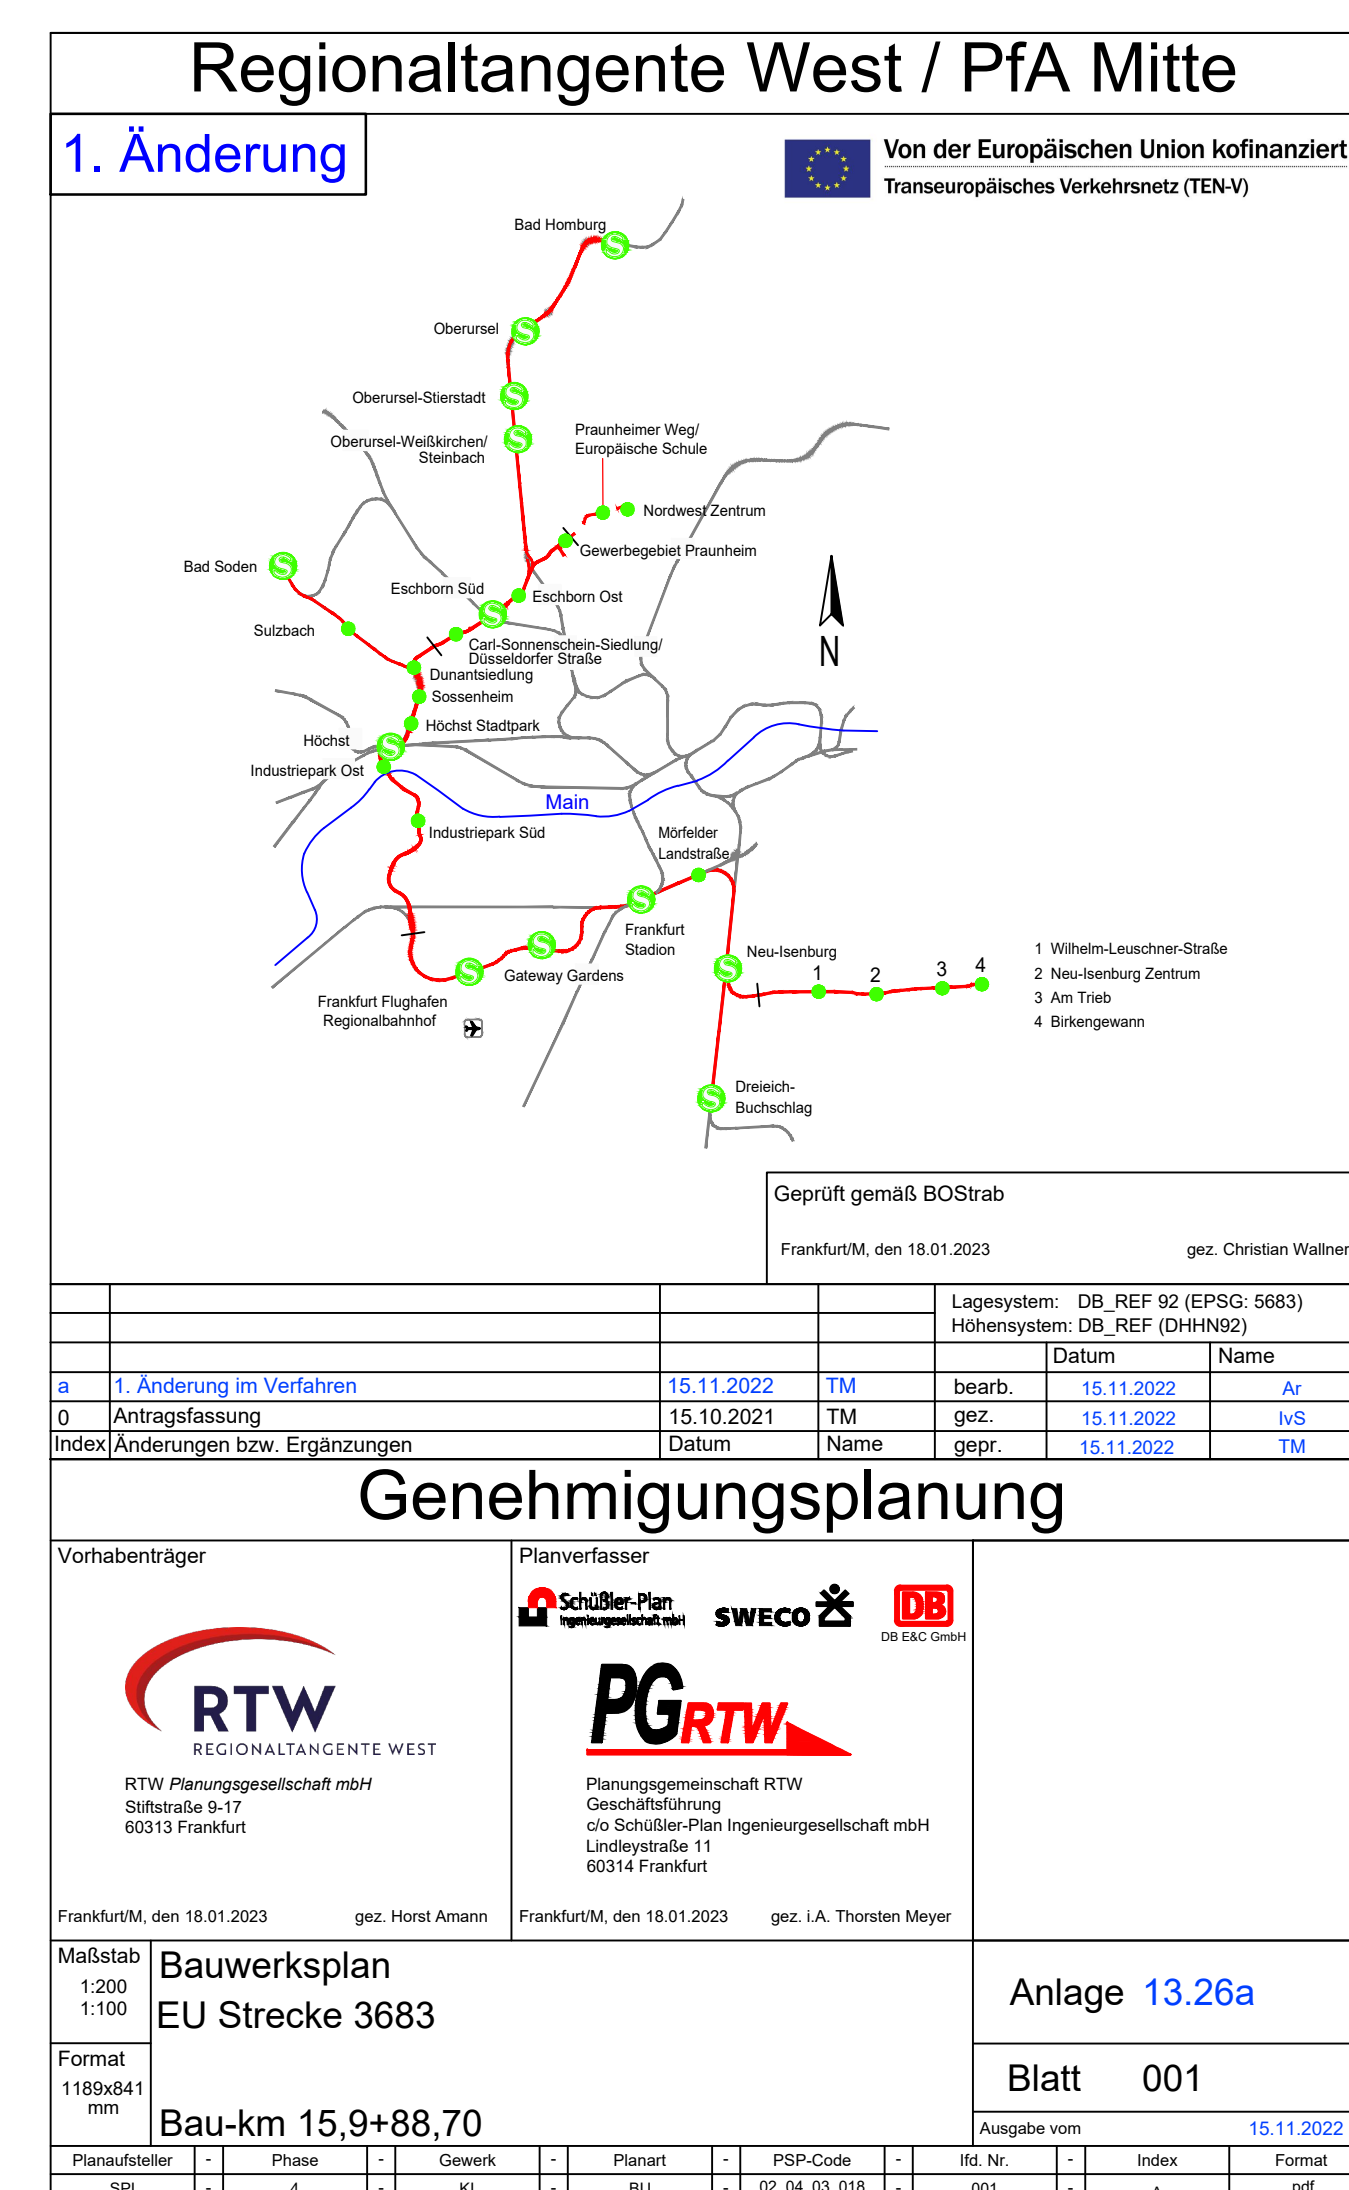 Regionaltangente West / PfA Mitte
1. Änderung
Von der Europäischen Union kofinanziert
Transeuropäisches Verkehrsnetz (TEN-V)
Bad Homburg
Oberursel
Oberursel-Stierstadt
Oberursel-Weißkirchen/
Steinbach
Praunheimer Weg/
Europäische Schule
Nordwest Zentrum
Gewerbegebiet Praunheim
Bad Soden
Eschborn Süd
Eschborn Ost
Sulzbach
Carl-Sonnenschein-Siedlung/
Düsseldorfer Straße
Dunantsiedlung
Sossenheim
N
Höchst Stadtpark
Höchst
Industriepark Ost
Main
Industriepark Süd
Mörfelder
Landstraße
Frankfurt
Stadion
Neu-Isenburg
Gateway Gardens
1 2 3 4
1 Wilhelm-Leuschner-Straße
2 Neu-Isenburg Zentrum
3 Am Trieb
4 Birkengewann
Frankfurt Flughafen
Regionalbahnhof
Dreieich-
Buchschlag
Geprüft gemäß BOStrab
Frankfurt/M, den 18.01.2023 gez. Christian Wallner
Lagesystem: DB_REF 92 (EPSG: 5683)
Höhensystem: DB_REF (DHHN92)
Datum Name
a 1. Änderung im Verfahren 15.11.2022 TM bearb. 15.11.2022 Ar
0 Antragsfassung 15.10.2021 TM gez. 15.11.2022 IvS
Index Änderungen bzw. Ergänzungen Datum Name gepr. 15.11.2022 TM
Genehmigungsplanung
Vorhabenträger
RTW
REGIONALTANGENTE WEST
RTW Planungsgesellschaft mbH
Stiftstraße 9-17
60313 Frankfurt
Frankfurt/M, den 18.01.2023 gez. Horst Amann
Planverfasser
Schüßler-Plan
Ingenieurgesellschaft mbH
SWECO
DB
DB E&C GmbH
PGRTW
Planungsgemeinschaft RTW
Geschäftsführung
c/o Schüßler-Plan Ingenieurgesellschaft mbH
Lindleystraße 11
60314 Frankfurt
Frankfurt/M, den 18.01.2023 gez. i.A. Thorsten Meyer
Maßstab
1:200
1:100
Bauwerksplan
EU Strecke 3683
Bau-km 15,9+88,70
Format
1189x841
mm
Anlage 13.26a
Blatt 001
Ausgabe vom 15.11.2022
Planaufsteller - Phase - Gewerk - Planart - PSP-Code - lfd. Nr. - Index Format
SPI - 4 - KI - BU - 02_04_03_018 - 001 - A pdf